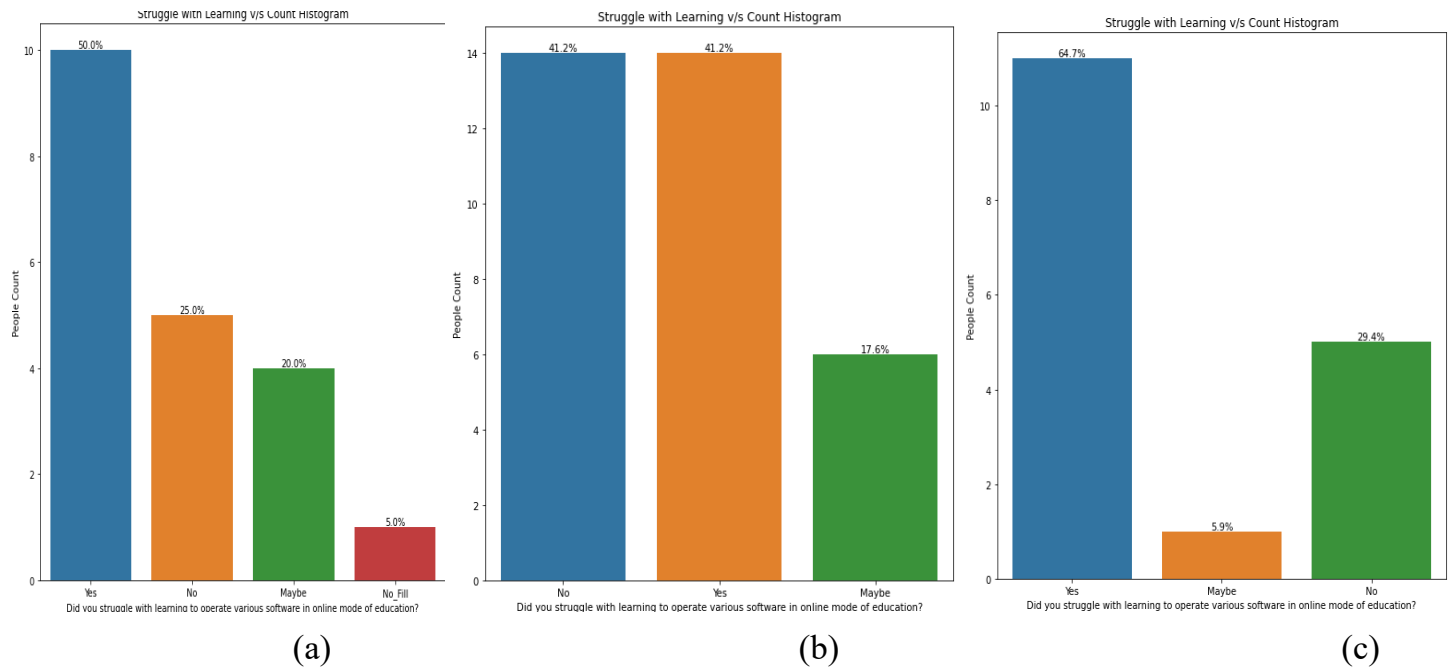 Struggle with Learning v/s Count Histogram
10
8
6
4
2
0
People Count
50.0%
25.0%
20.0%
5.0%
Yes No Maybe No_Fill
Did you struggle with learning to operate various software in online mode of education?
(a)
Struggle with Learning v/s Count Histogram
14
12
10
8
6
4
2
0
People Count
41.2% 41.2%
17.6%
No Yes Maybe
Did you struggle with learning to operate various software in online mode of education?
(b)
Struggle with Learning v/s Count Histogram
10
8
6
4
2
0
People Count
64.7%
5.9%
29.4%
Yes Maybe No
Did you struggle with learning to operate various software in online mode of education?
(c)